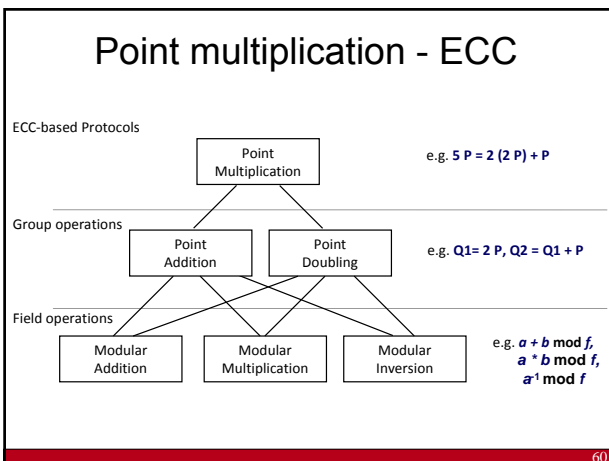 Point multiplication - ECC
ECC-based Protocols
Point
Multiplication
e.g. 5 P = 2 (2 P) + P
Group operations
Point
Addition
Point
Doubling
e.g. Q1= 2 P, Q2 = Q1 + P
Field operations
Modular
Addition
Modular
Multiplication
Modular
Inversion
e.g. a + b mod f,
a * b mod f,
a-1 mod f
60